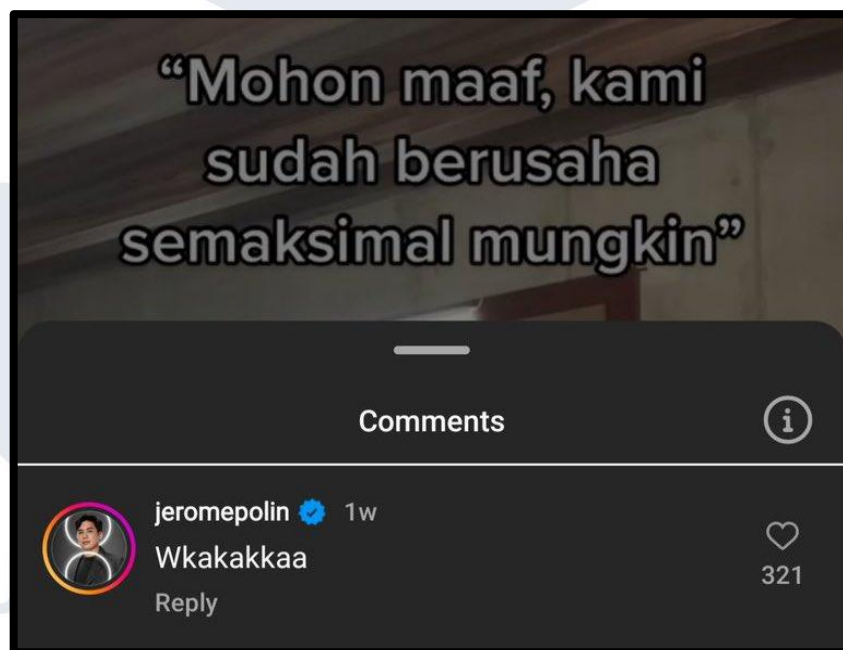 “Mohon maaf, kami
sudah berusaha
semaksimal mungkin”
Comments
jeromepolin 1w
Wkakakkaa
321
Reply